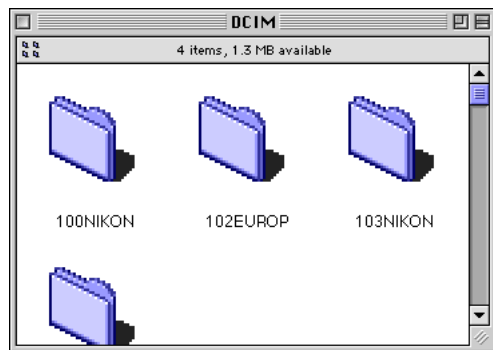 DCIM
4 items, 1.3 MB available
100NIKON
102EUROP
103NIKON